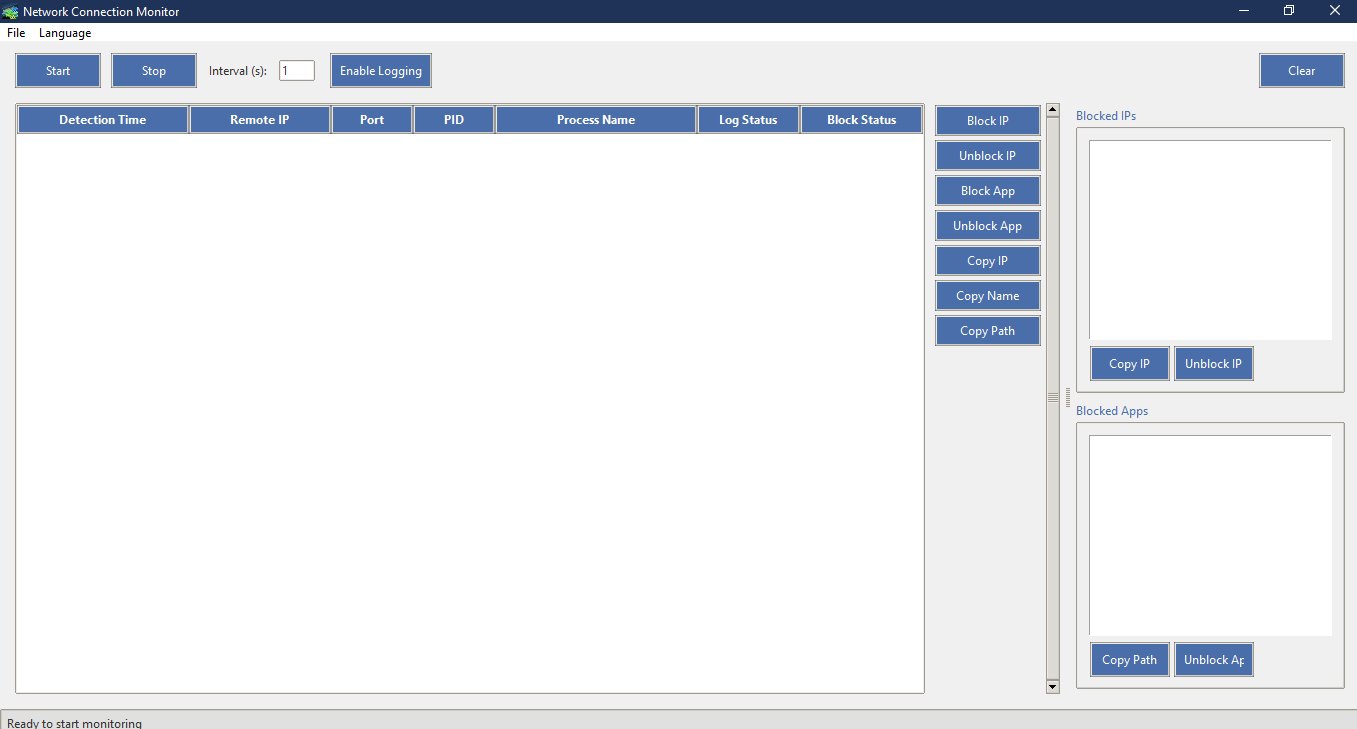 Network Connection Monitor
File Language
Start Stop Interval (s): 1 Enable Logging Clear
Detection Time Remote IP Port PID Process Name Log Status Block Status
Block IP
Unblock IP
Block App
Unblock App
Copy IP
Copy Name
Copy Path
Blocked IPs
Copy IP Unblock IP
Blocked Apps
Copy Path Unblock Ap
Ready to start monitoring